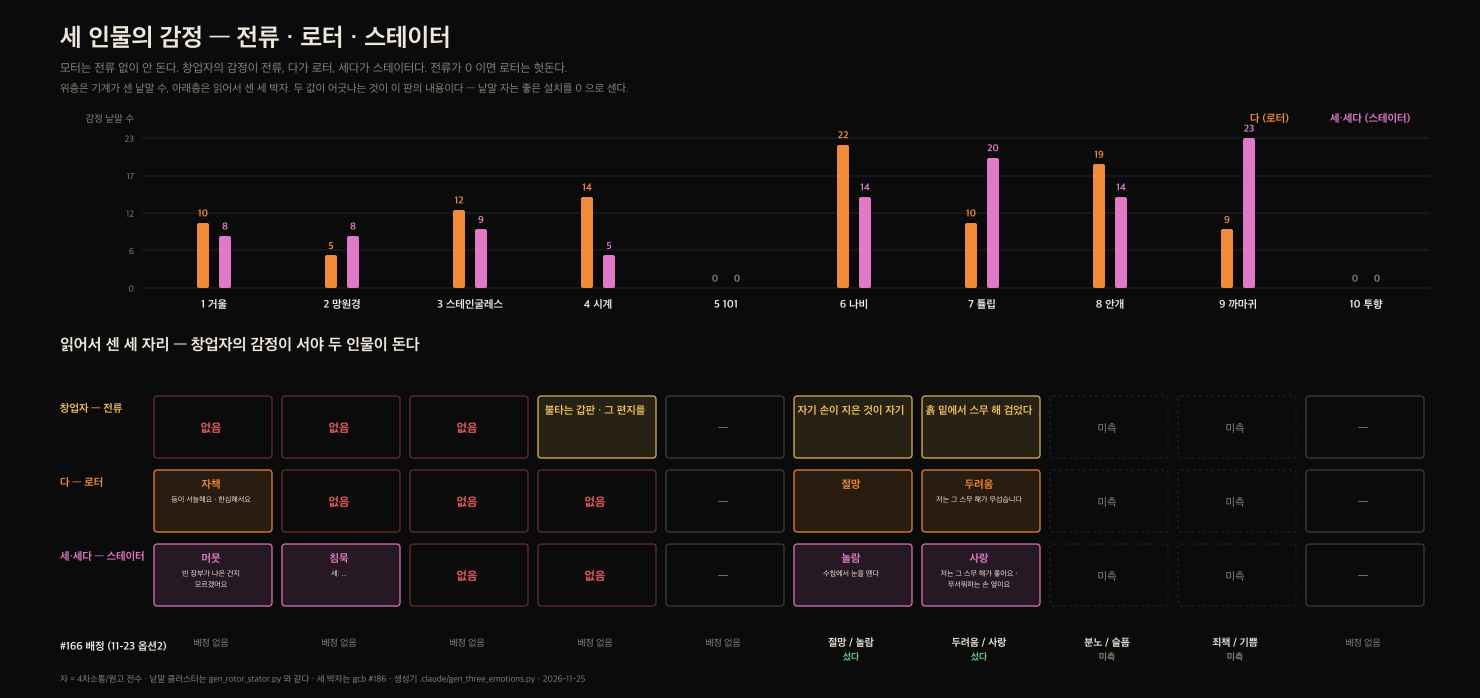 세 인물의 감정 — 전류 · 로터 · 스테이터
모터는 전류 없이 안 돈다. 창업자의 감정이 전류, 다가 로터, 세다가 스테이터다. 전류가 0 이면 로터는 헛돈다.
위층은 기계가 센 낱말 수, 아래층은 읽어서 센 세 박자. 두 값이 어긋나는 것이 이 판의 내용이다 — 낱말 자는 좋은 설치를 0 으로 센다.
감정 낱말 수
다 (로터)
세·세다 (스테이터)
23
17
12
6
0
10
8
5
8
12
9
14
5
0
0
22
14
10
20
19
14
9
23
0
0
1 거울
2 망원경
3 스테인글레스
4 시계
5 101
6 나비
7 튤립
8 안개
9 까마귀
10 투항
읽어서 센 세 자리 — 창업자의 감정이 서야 두 인물이 돈다
창업자 — 전류
없음
없음
없음
불타는 갑판 · 그 편지를
—
자기 손이 지은 것이 자기
흙 밑에서 스무 해 검었다
미측
미측
—
다 — 로터
자책
등이 서늘해요 · 한심해서요
없음
없음
없음
—
절망
두려움
저는 그 스무 해가 무섭습니다
미측
미측
—
세·세다 — 스테이터
머뭇
빈 장부가 나은 건지
모르겠어요
침묵
세: …
없음
없음
—
놀람
수첩에서 눈을 뗀다
사랑
저는 그 스무 해가 좋아요 ·
무서워하는 손 옆이요
미측
미측
—
#166 배정 (11-23 옵션2)
배정 없음
배정 없음
배정 없음
배정 없음
배정 없음
절망 / 놀람
섰다
두려움 / 사랑
섰다
분노 / 슬픔
미측
죄책 / 기쁨
미측
배정 없음
자 = 4차소통/원고 전수 · 낱말 클러스터는 gen_rotor_stator.py 와 같다 · 세 박자는 gcb #186 · 생성기 .claude/gen_three_emotions.py · 2026-11-25